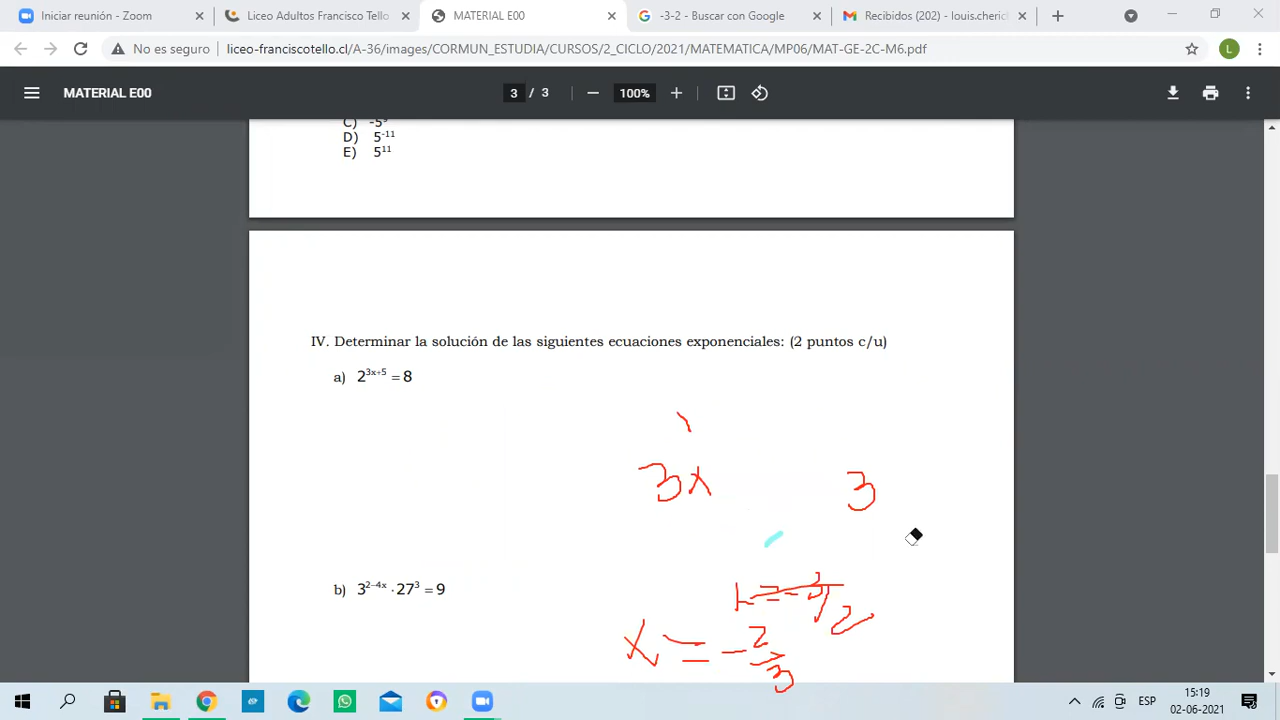 Iniciar reunión - Zoom
Liceo Adultos Francisco Tello
MATERIAL E00
-3-2 - Buscar con Google
Recibidos (202) - louis.cherich
No es seguro
liceo-franciscotello.cl/A-36/images/CORMUN_ESTUDIA/CURSOS/2_CICLO/2021/MATEMATICA/MP06/MAT-GE-2C-M6.pdf
L
MATERIAL E00
3 / 3
100%
D) 5⁻¹¹
E) 5¹¹
IV. Determinar la solución de las siguientes ecuaciones exponenciales: (2 puntos c/u)
a) 2³ˣ⁺⁵ = 8
3x 3
b) 3²⁻⁴ˣ · 27³ = 9
x = -2/3
ESP
15:19
02-06-2021